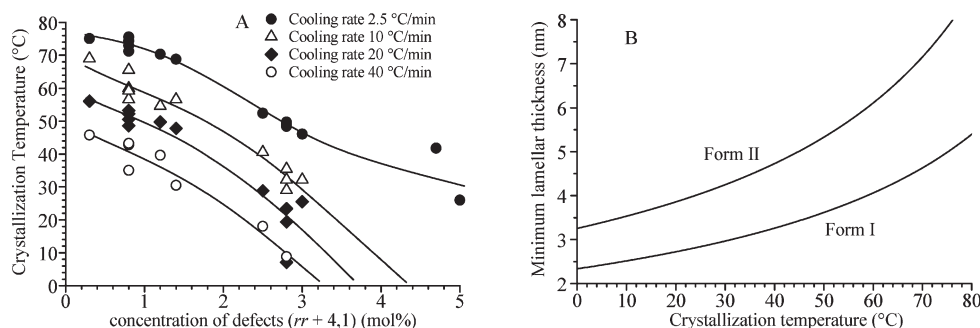 A
Cooling rate 2.5 °C/min
Cooling rate 10 °C/min
Cooling rate 20 °C/min
Cooling rate 40 °C/min
Crystallization Temperature (°C)
80
70
60
50
40
30
20
10
0
0 1 2 3 4 5
concentration of defects (rr + 4,1) (mol%)
B
Minimum lamellar thickness (nm)
8
7
6
5
4
3
2
Form II
Form I
0 10 20 30 40 50 60 70 80
Crystallization temperature (°C)